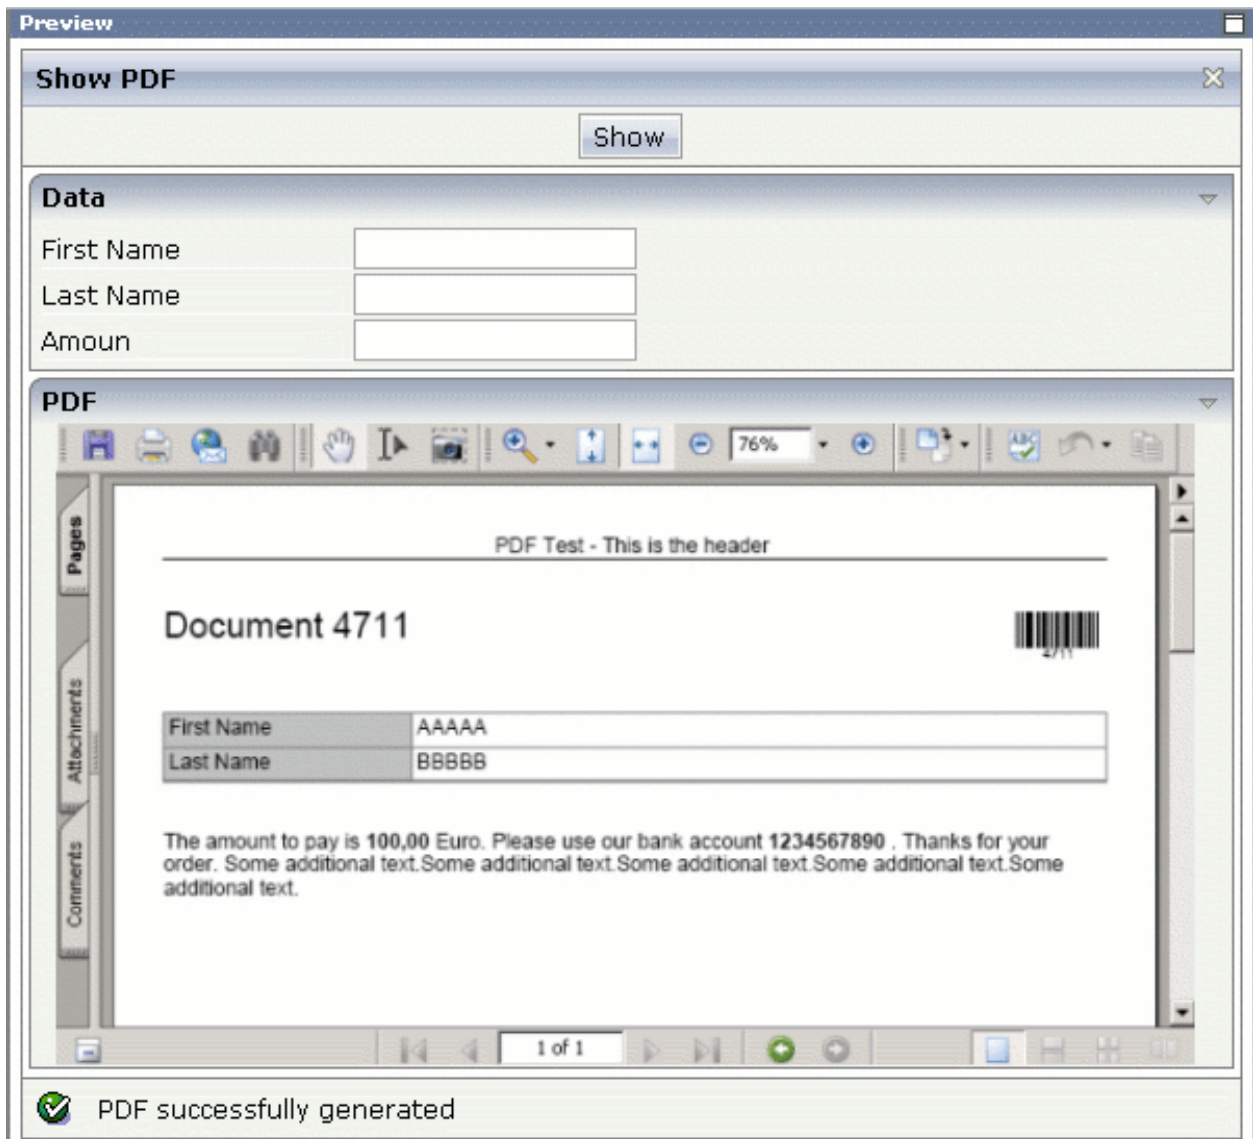 Preview
Show PDF
Show
Data
First Name
Last Name
Amoun
PDF
76%
Pages
Attachments
Comments
PDF Test - This is the header
Document 4711
4711
First Name AAAAA
Last Name BBBBB
The amount to pay is 100,00 Euro. Please use our bank account 1234567890 . Thanks for your
order. Some additional text.Some additional text.Some additional text.Some additional text.Some
additional text.
1 of 1
PDF successfully generated